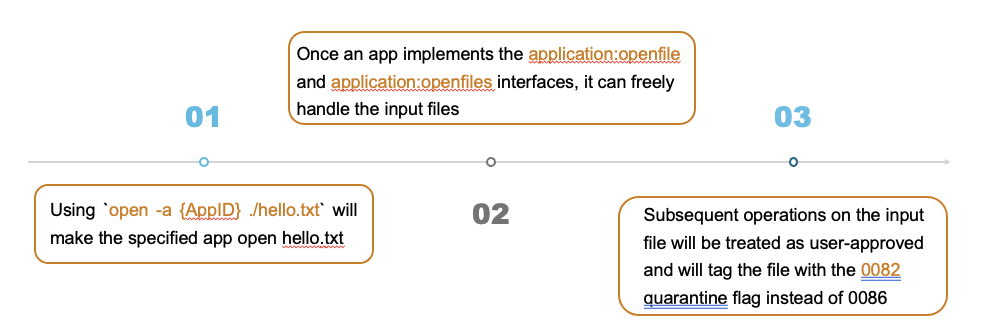 01
Using `open -a {AppID} ./hello.txt` will
make the specified app open hello.txt
Once an app implements the application:openfile
and application:openfiles interfaces, it can freely
handle the input files
02
03
Subsequent operations on the input
file will be treated as user-approved
and will tag the file with the 0082
quarantine flag instead of 0086